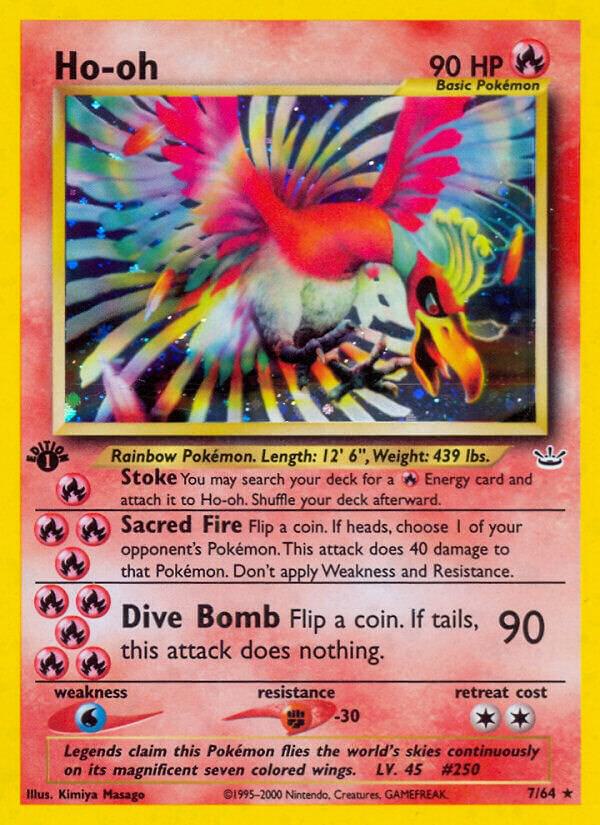 Ho-oh
90 HP
Basic Pokémon
EDITION
1
Rainbow Pokémon. Length: 12' 6", Weight: 439 lbs.
Stoke You may search your deck for a Energy card and
attach it to Ho-oh. Shuffle your deck afterward.
Sacred Fire Flip a coin. If heads, choose 1 of your
opponent's Pokémon. This attack does 40 damage to
that Pokémon. Don't apply Weakness and Resistance.
Dive Bomb Flip a coin. If tails, 90
this attack does nothing.
weakness resistance retreat cost
-30
Legends claim this Pokémon flies the world's skies continuously
on its magnificent seven colored wings. LV. 45 #250
Illus. Kimiya Masago ©1995-2000 Nintendo, Creatures, GAMEFREAK. 7/64 ★